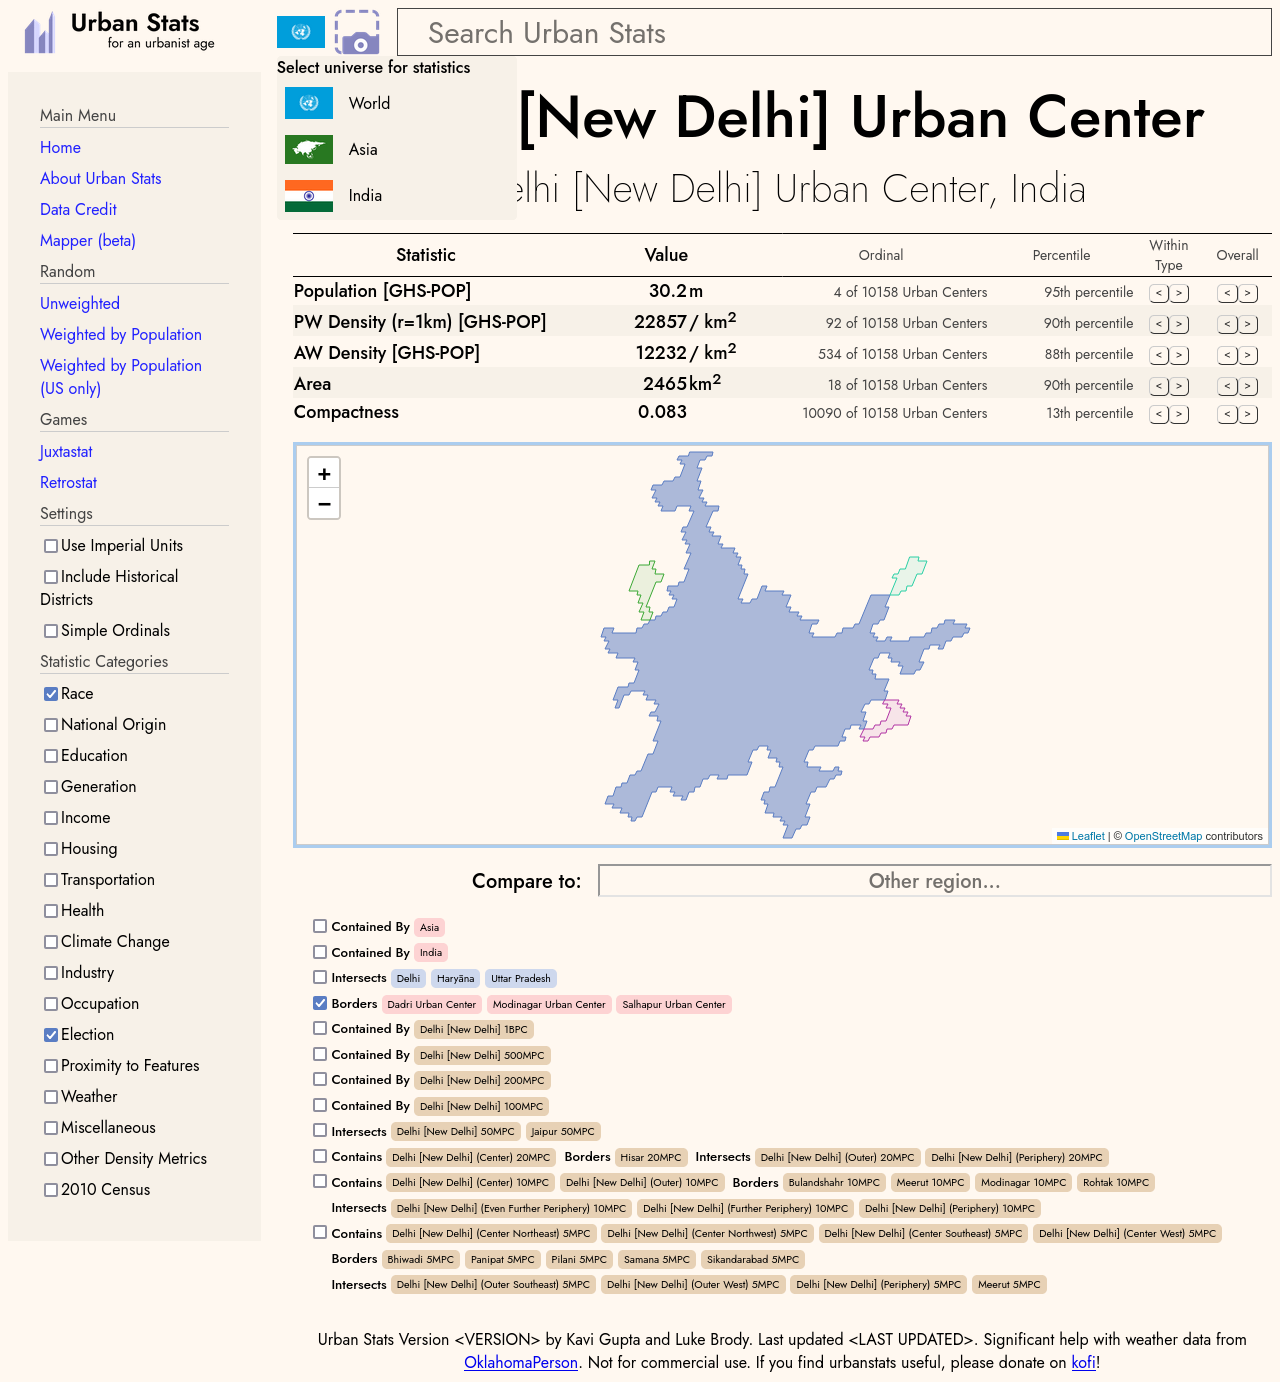 Urban Stats
for an urbanist age
Search Urban Stats
Select universe for statistics
World
Asia
India
[New Delhi] Urban Center
elhi [New Delhi] Urban Center, India
Main Menu
Home
About Urban Stats
Data Credit
Mapper (beta)
Random
Unweighted
Weighted by Population
Weighted by Population
(US only)
Games
Juxtastat
Retrostat
Settings
Use Imperial Units
Include Historical
Districts
Simple Ordinals
Statistic Categories
Race
National Origin
Education
Generation
Income
Housing
Transportation
Health
Climate Change
Industry
Occupation
Election
Proximity to Features
Weather
Miscellaneous
Other Density Metrics
2010 Census
Statistic Value Ordinal Percentile Within Type Overall
Population [GHS-POP] 30.2 m 4 of 10158 Urban Centers 95th percentile < > < >
PW Density (r=1km) [GHS-POP] 22857 / km² 92 of 10158 Urban Centers 90th percentile < > < >
AW Density [GHS-POP] 12232 / km² 534 of 10158 Urban Centers 88th percentile < > < >
Area 2465 km² 18 of 10158 Urban Centers 90th percentile < > < >
Compactness 0.083 10090 of 10158 Urban Centers 13th percentile < > < >
+
−
Leaflet | © OpenStreetMap contributors
Compare to: Other region...
Contained By Asia
Contained By India
Intersects Delhi Haryāna Uttar Pradesh
Borders Dadri Urban Center Modinagar Urban Center Salhapur Urban Center
Contained By Delhi [New Delhi] 1BPC
Contained By Delhi [New Delhi] 500MPC
Contained By Delhi [New Delhi] 200MPC
Contained By Delhi [New Delhi] 100MPC
Intersects Delhi [New Delhi] 50MPC Jaipur 50MPC
Contains Delhi [New Delhi] (Center) 20MPC Borders Hisar 20MPC Intersects Delhi [New Delhi] (Outer) 20MPC Delhi [New Delhi] (Periphery) 20MPC
Contains Delhi [New Delhi] (Center) 10MPC Delhi [New Delhi] (Outer) 10MPC Borders Bulandshahr 10MPC Meerut 10MPC Modinagar 10MPC Rohtak 10MPC
Intersects Delhi [New Delhi] (Even Further Periphery) 10MPC Delhi [New Delhi] (Further Periphery) 10MPC Delhi [New Delhi] (Periphery) 10MPC
Contains Delhi [New Delhi] (Center Northeast) 5MPC Delhi [New Delhi] (Center Northwest) 5MPC Delhi [New Delhi] (Center Southeast) 5MPC Delhi [New Delhi] (Center West) 5MPC
Borders Bhiwadi 5MPC Panipat 5MPC Pilani 5MPC Samana 5MPC Sikandarabad 5MPC
Intersects Delhi [New Delhi] (Outer Southeast) 5MPC Delhi [New Delhi] (Outer West) 5MPC Delhi [New Delhi] (Periphery) 5MPC Meerut 5MPC
Urban Stats Version <VERSION> by Kavi Gupta and Luke Brody. Last updated <LAST UPDATED>. Significant help with weather data from
OklahomaPerson. Not for commercial use. If you find urbanstats useful, please donate on kofi!